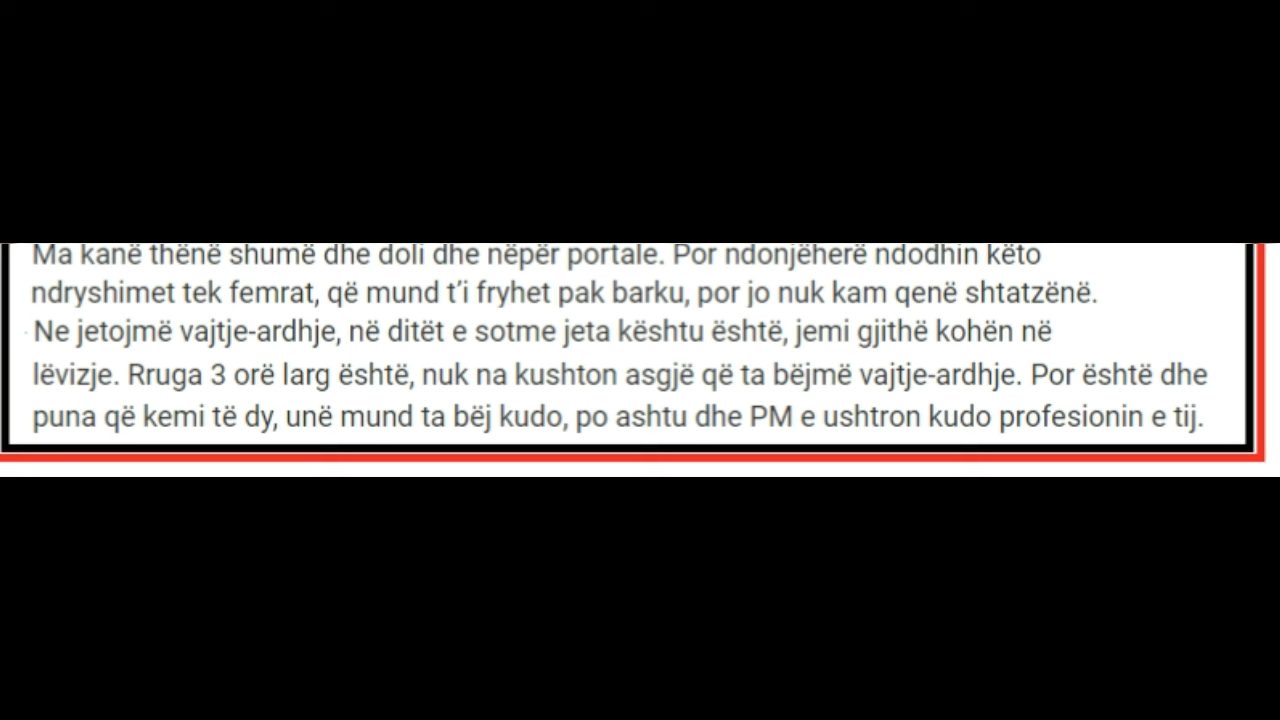 Ma kanë thënë shumë dhe doli dhe nëpër portale. Por ndonjëherë ndodhin këto
ndryshimet tek femrat, që mund t’i fryhet pak barku, por jo nuk kam qenë shtatzënë.
Ne jetojmë vajtje-ardhje, në ditët e sotme jeta kështu është, jemi gjithë kohën në
lëvizje. Rruga 3 orë larg është, nuk na kushton asgjë që ta bëjmë vajtje-ardhje. Por është dhe
puna që kemi të dy, unë mund ta bëj kudo, po ashtu dhe PM e ushtron kudo profesionin e tij.